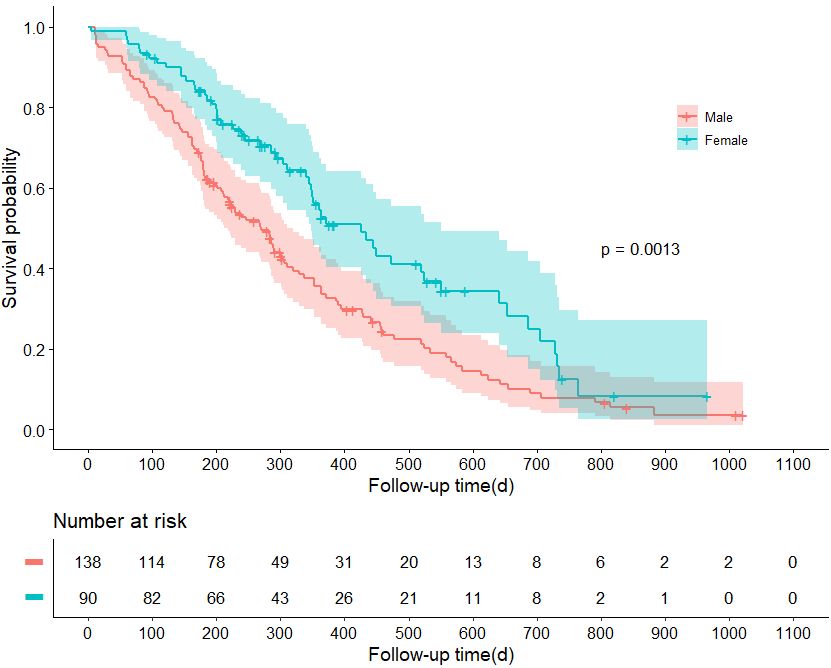 1.0
0.8
0.6
0.4
0.2
0.0
Survival probability
Male
Female
p = 0.0013
0 100 200 300 400 500 600 700 800 900 1000 1100
Follow-up time(d)
Number at risk
138 114 78 49 31 20 13 8 6 2 2 0
90 82 66 43 26 21 11 8 2 1 0 0
0 100 200 300 400 500 600 700 800 900 1000 1100
Follow-up time(d)